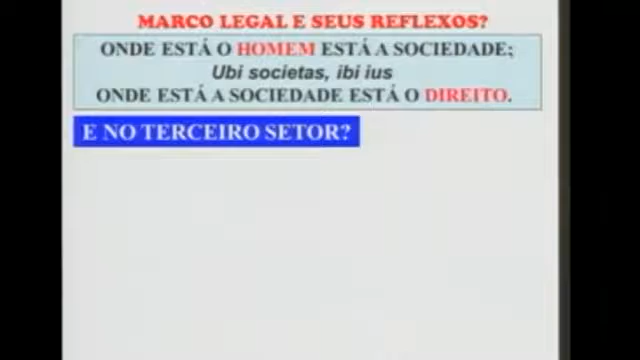 MARCO LEGAL E SEUS REFLEXOS?
ONDE ESTÁ O HOMEM ESTÁ A SOCIEDADE;
Ubi societas, ibi ius
ONDE ESTÁ A SOCIEDADE ESTÁ O DIREITO.
E NO TERCEIRO SETOR?